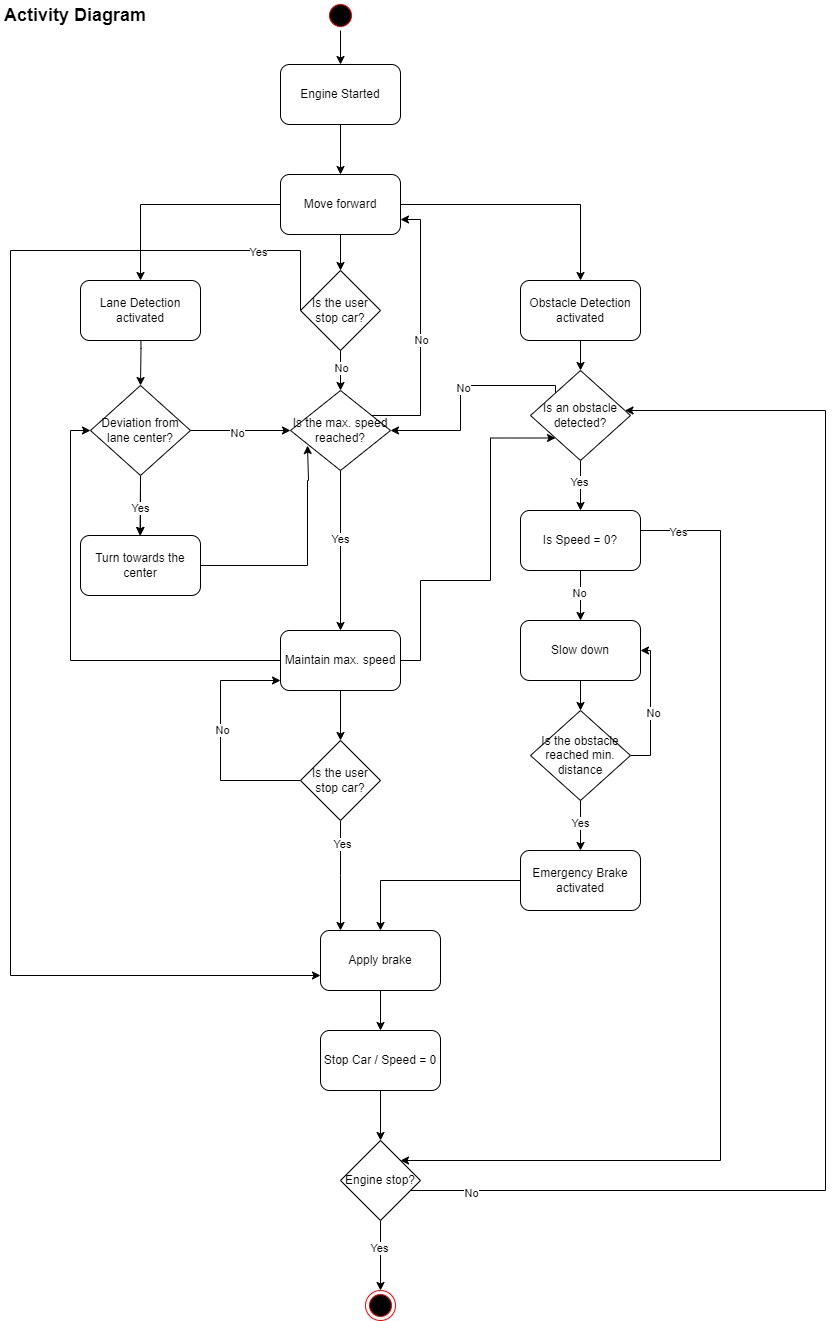 Activity Diagram
Engine Started
Move forward
Yes
Lane Detection
activated
Is the user
stop car?
Obstacle Detection
activated
No
No
No
Deviation from
lane center?
No
Is the max. speed
reached?
Is an obstacle
detected?
Yes
Yes
Yes
Is Speed = 0?
Yes
Turn towards the
center
No
Maintain max. speed
Slow down
No
No
Is the user
stop car?
Is the obstacle
reached min.
distance
Yes
Yes
Emergency Brake
activated
Apply brake
Stop Car / Speed = 0
Engine stop?
No
Yes